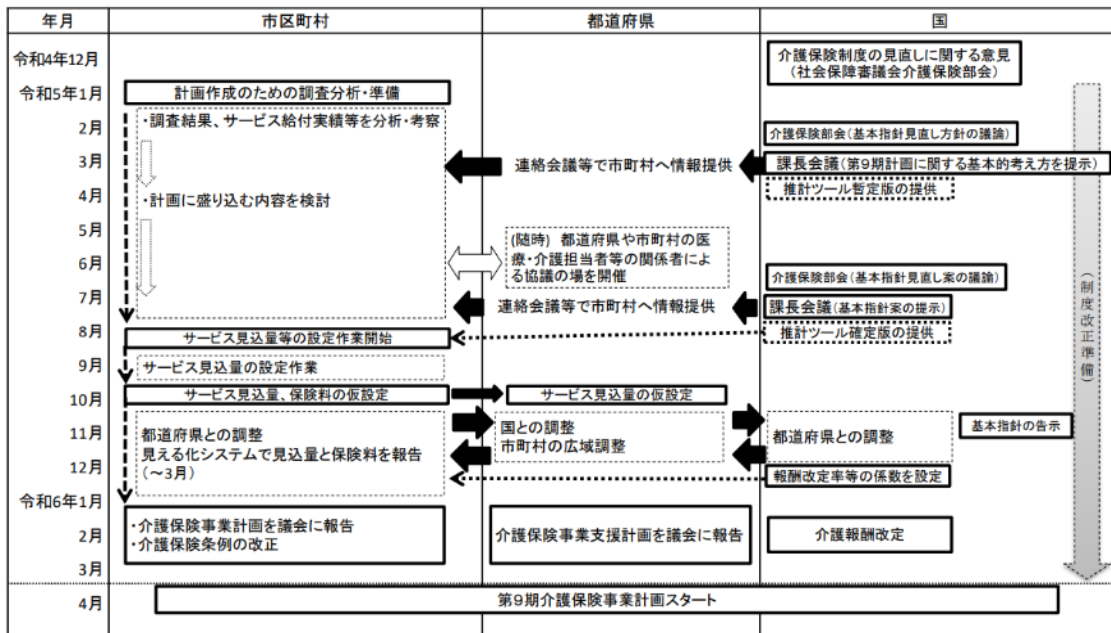 年月
市区町村
都道府県
国
令和4年12月
介護保険制度の見直しに関する意見
(社会保障審議会介護保険部会)
令和5年1月
計画作成のための調査分析・準備
2月
・調査結果、サービス給付実績等を分析・考察
介護保険部会(基本指針見直し方針の議論)
3月
連絡会議等で市町村へ情報提供
課長会議(第9期計画に関する基本的考え方を提示)
4月
・計画に盛り込む内容を検討
推計ツール暫定版の提供
5月
(随時) 都道府県や市町村の医
療・介護担当者等の関係者によ
る協議の場を開催
6月
介護保険部会(基本指針見直し案の議論)
7月
連絡会議等で市町村へ情報提供
課長会議(基本指針案の提示)
8月
サービス見込量等の設定作業開始
推計ツール確定版の提供
9月
サービス見込量の設定作業
10月
サービス見込量、保険料の仮設定
サービス見込量の仮設定
11月
都道府県との調整
見える化システムで見込量と保険料を報告
(～3月)
国との調整
市町村の広域調整
都道府県との調整
基本指針の告示
12月
報酬改定率等の係数を設定
令和6年1月
2月
・介護保険事業計画を議会に報告
・介護保険条例の改正
介護保険事業支援計画を議会に報告
介護報酬改定
3月
4月
第9期介護保険事業計画スタート
(制度改正準備)